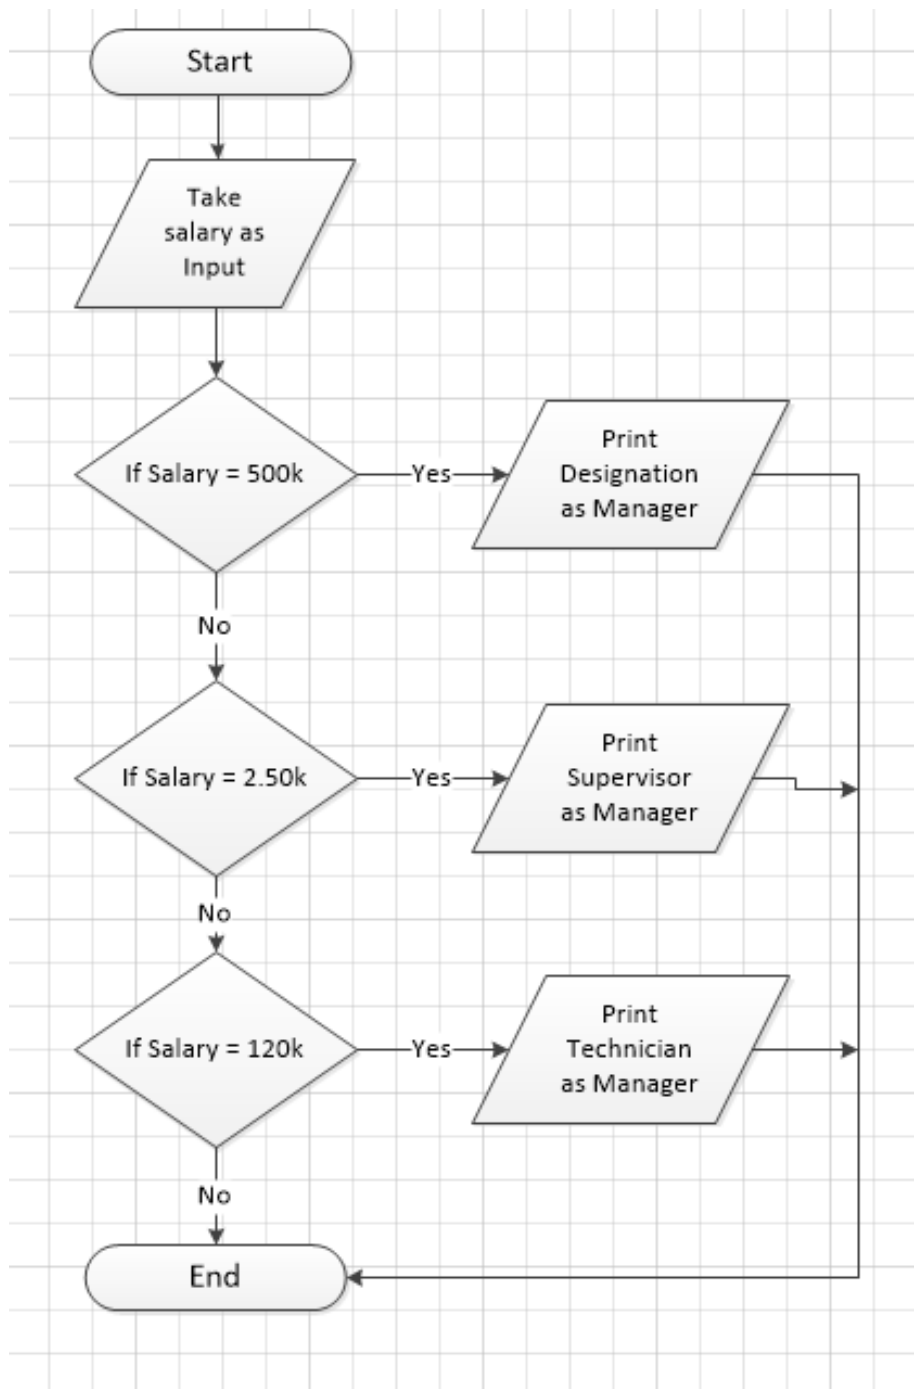 Start
Take
salary as
Input
If Salary = 500k
Yes
Print
Designation
as Manager
No
If Salary = 2.50k
Yes
Print
Supervisor
as Manager
No
If Salary = 120k
Yes
Print
Technician
as Manager
No
End